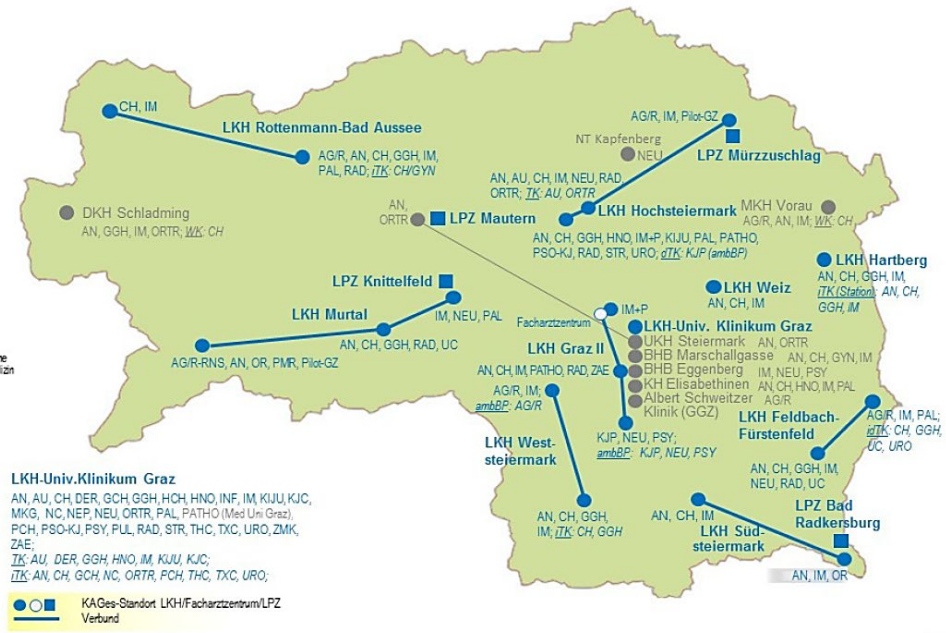 CH, IM
LKH Rottenmann-Bad Aussee
AG/R, AN, CH, GGH, IM,
PAL, RAD; iTK: CH/GYN
DKH Schladming
AN, GGH, IM, ORTR; WK: CH
AN,
ORTR
LPZ Mautern
AG/R, IM, Pilot-GZ
NT Kapfenberg
NEU
LPZ Mürzzuschlag
AN, AU, CH, IM, NEU, RAD
ORTR; TK: AU, ORTR
LKH Hochsteiermark
AN, CH, GGH, HNO, IM+P, KIJU, PAL, PATHO,
PSO-KJ, RAD, STR, URO; dTK: KJP (ambBP)
MKH Vorau
AG/R, AN, IM; WK: CH
LKH Hartberg
AN, CH, GGH, IM,
iTK (Station): AN, CH,
GGH, IM
LKH Weiz
AN, CH, IM
LPZ Knittelfeld
IM, NEU, PAL
LKH Murtal
AN, CH, GGH, RAD, UC
AG/R-RNS, AN, OR, PMR, Pilot-GZ
IM+P
Facharztzentrum
LKH Graz II
AN, CH, IM, PATHO, RAD, ZAE
KJP, NEU, PSY;
ambBP: KJP, NEU, PSY
LKH-Univ. Klinikum Graz
UKH Steiermark AN, ORTR
BHB Marschallgasse AN, CH, GYN, IM
BHB Eggenberg IM, NEU, PSY
KH Elisabethinen AN, CH, HNO, IM, PAL
Albert Schweitzer AG/R
Klinik (GGZ)
AG/R, IM;
ambBP: AG/R
LKH West-
steiermark
AN, CH, GGH,
IM; iTK: CH, GGH
LKH Feldbach-
Fürstenfeld
AG/R, IM, PAL;
idTK: CH, GGH,
UC, URO
AN, CH, GGH, IM,
NEU, RAD, UC
AN, CH, IM
LKH Süd-
steiermark
LPZ Bad
Radkersburg
AN, IM, OR
LKH-Univ.Klinikum Graz
AN, AU, CH, DER, GCH, GGH, HCH, HNO, INF, IM, KIJU, KJC,
MKG, NC, NEP, NEU, ORTR, PAL, PATHO (Med Uni Graz),
PCH, PSO-KJ, PSY, PUL, RAD, STR, THC, TXC, URO, ZMK,
ZAE;
TK: AU, DER, GGH, HNO, IM, KIJU, KJC;
iTK: AN, CH, GCH, NC, ORTR, PCH, THC, TXC, URO;
KAGes-Standort LKH/Facharztzentrum/LPZ
Verbund